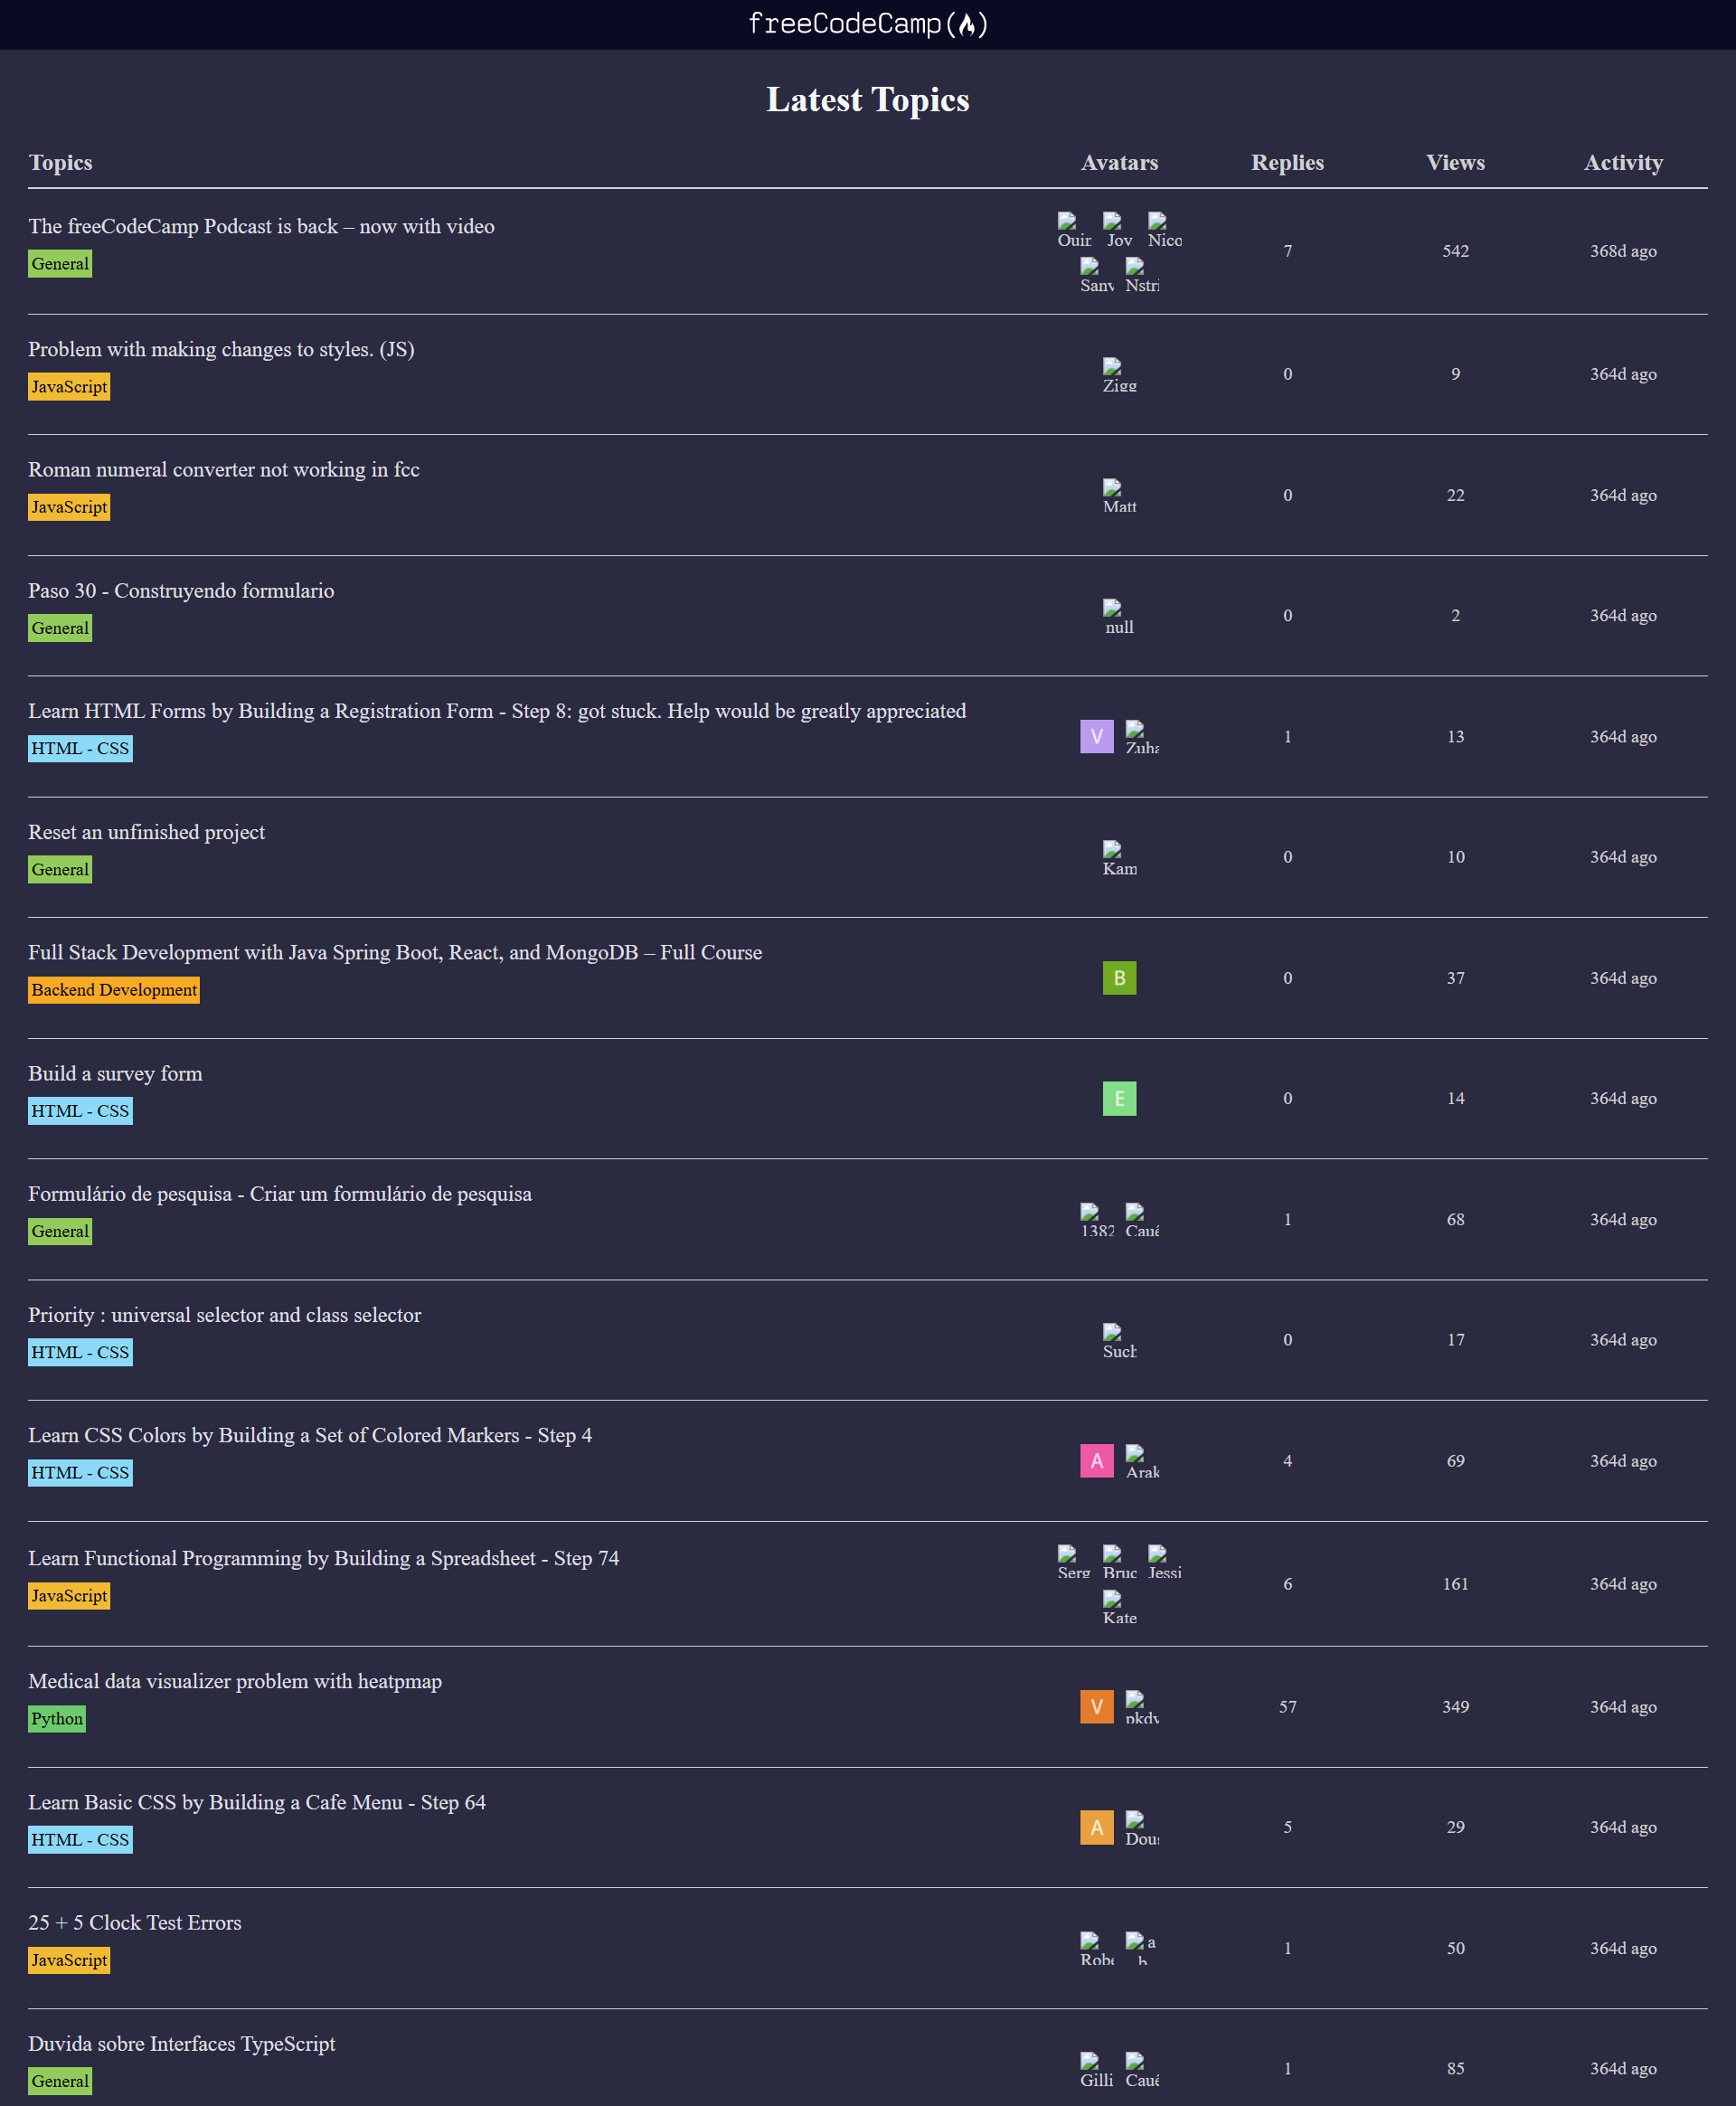 freeCodeCamp
Latest Topics
Topics Avatars Replies Views Activity
The freeCodeCamp Podcast is back – now with video
General
Jov Nico
7 542 368d ago
Problem with making changes to styles. (JS)
JavaScript
Zigg
0 9 364d ago
Roman numeral converter not working in fcc
JavaScript
Matt
0 22 364d ago
Paso 30 - Construyendo formulario
General
null
0 2 364d ago
Learn HTML Forms by Building a Registration Form - Step 8: got stuck. Help would be greatly appreciated
HTML - CSS
V Zuha
1 13 364d ago
Reset an unfinished project
General
Kam
0 10 364d ago
Full Stack Development with Java Spring Boot, React, and MongoDB – Full Course
Backend Development
B
0 37 364d ago
Build a survey form
HTML - CSS
E
0 14 364d ago
Formulário de pesquisa - Criar um formulário de pesquisa
General
1382 Caué
1 68 364d ago
Priority : universal selector and class selector
HTML - CSS
0 17 364d ago
Learn CSS Colors by Building a Set of Colored Markers - Step 4
HTML - CSS
A Arak
4 69 364d ago
Learn Functional Programming by Building a Spreadsheet - Step 74
JavaScript
Serg Bruc Jessi
Kate
6 161 364d ago
Medical data visualizer problem with heatpmap
Python
V
57 349 364d ago
Learn Basic CSS by Building a Cafe Menu - Step 64
HTML - CSS
A
5 29 364d ago
25 + 5 Clock Test Errors
JavaScript
Robe a
b
1 50 364d ago
Duvida sobre Interfaces TypeScript
General
Gilli Caué
1 85 364d ago